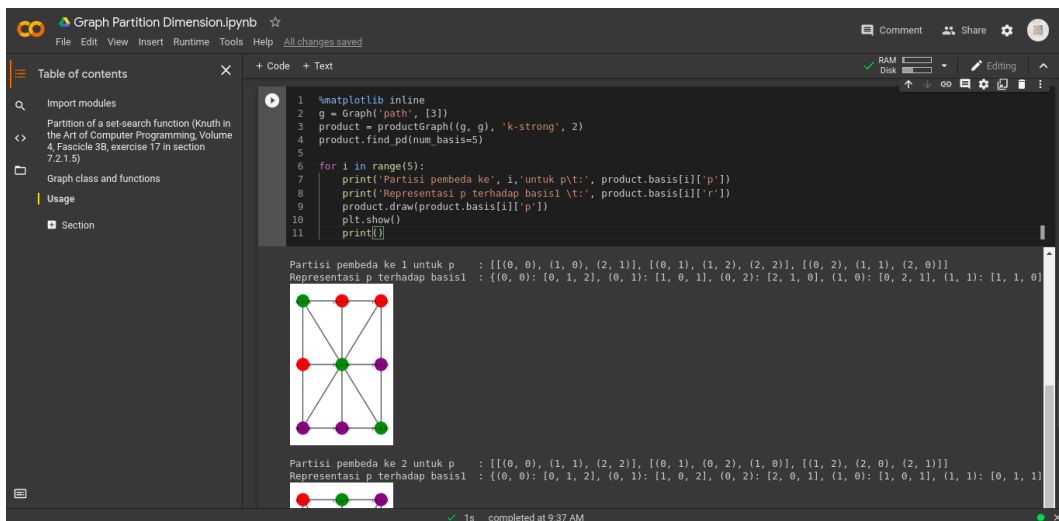 Graph Partition Dimension.ipynb
File Edit View Insert Runtime Tools Help All changes saved
Comment Share
Table of contents
+ Code + Text
RAM
Disk
Editing
Import modules
Partition of a set-search function (Knuth in
the Art of Computer Programming, Volume
4, Fascicle 3B, exercise 17 in section
7.2.1.5)
Graph class and functions
Usage
Section
1 %matplotlib inline
2 g = Graph('path', [3])
3 product = productGraph((g, g), 'k-strong', 2)
4 product.find_pd(num_basis=5)
5
6 for i in range(5):
7 print('Partisi pembeda ke', i,'untuk p\t:', product.basis[i]['p'])
8 print('Representasi p terhadap basis1 \t:', product.basis[i]['r'])
9 product.draw(product.basis[i]['p'])
10 plt.show()
11 print()
Partisi pembeda ke 1 untuk p : [[(0, 0), (1, 0), (2, 1)], [(0, 1), (1, 2), (2, 2)], [(0, 2), (1, 1), (2, 0)]]
Representasi p terhadap basis1 : {(0, 0): [0, 1, 2], (0, 1): [1, 0, 1], (0, 2): [2, 1, 0], (1, 0): [0, 2, 1], (1, 1): [1, 1, 0]
Partisi pembeda ke 2 untuk p : [[(0, 0), (1, 1), (2, 2)], [(0, 1), (0, 2), (1, 0)], [(1, 2), (2, 0), (2, 1)]]
Representasi p terhadap basis1 : {(0, 0): [0, 1, 2], (0, 1): [1, 0, 2], (0, 2): [2, 0, 1], (1, 0): [1, 0, 1], (1, 1): [0, 1, 1]
1s completed at 9:37 AM